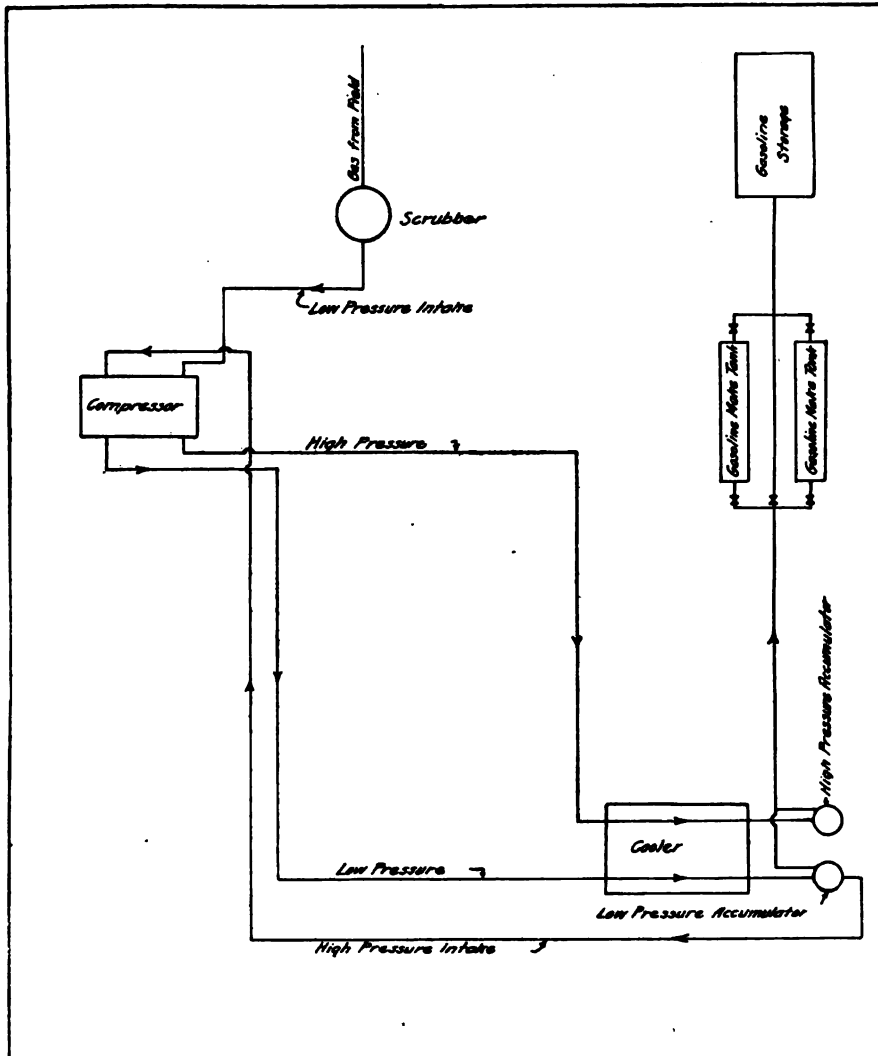 Gas from Field
Gasoline
Storage
Scrubber
Low Pressure Intake
Gasoline Make Tank
Gasoline Make Tank
Compressor
High Pressure
High Pressure Accumulator
Cooler
Low Pressure
Low Pressure Accumulator
High Pressure Intake